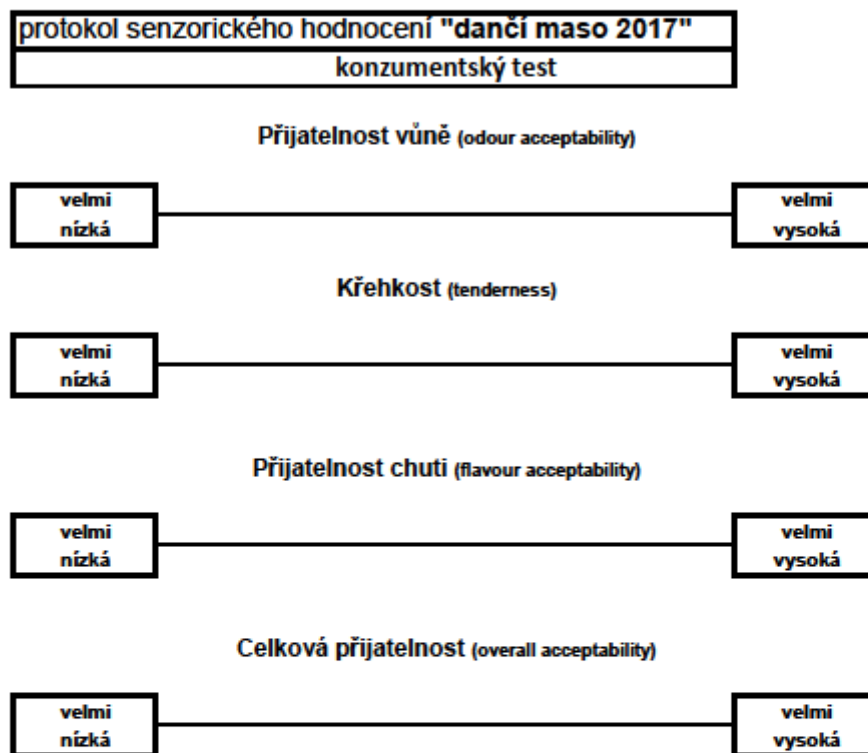 protokol senzorického hodnocení "dančí maso 2017"
konzumentský test
Přijatelnost vůně (odour acceptability)
velmi
nízká
velmi
vysoká
Křehkost (tenderness)
velmi
nízká
velmi
vysoká
Přijatelnost chuti (flavour acceptability)
velmi
nízká
velmi
vysoká
Celková přijatelnost (overall acceptability)
velmi
nízká
velmi
vysoká